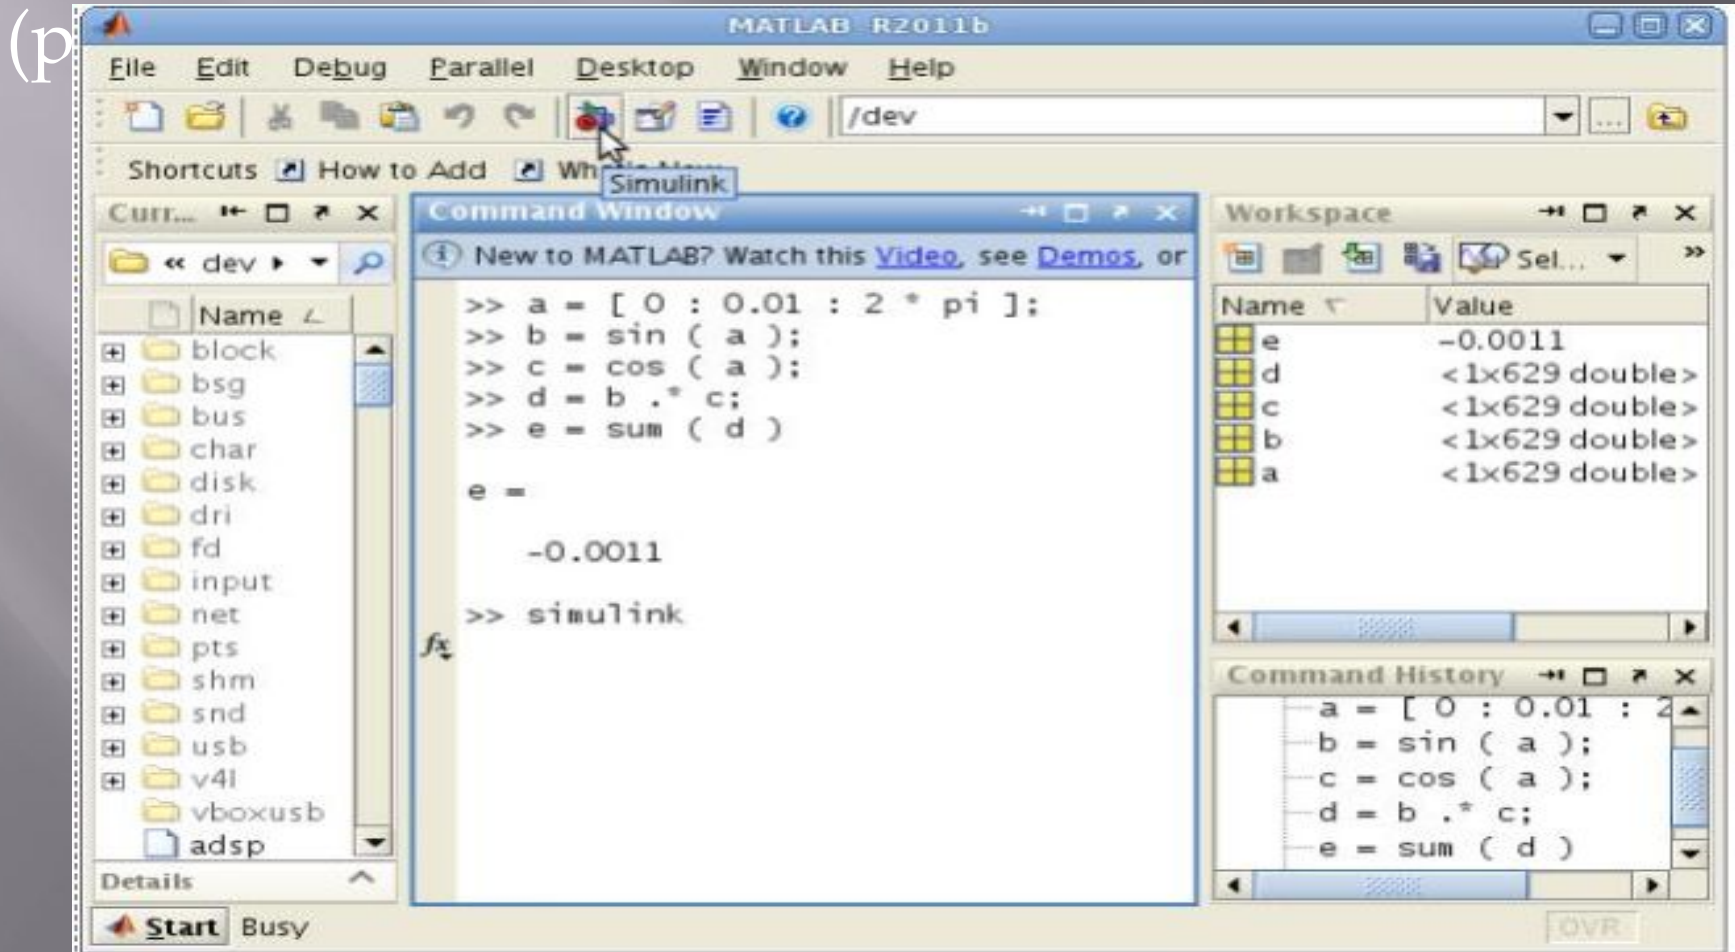 (p
MATLAB R2011b
File Edit Debug Parallel Desktop Window Help
/dev
...
Shortcuts How to Add
Simulink
Curr...
« dev
Name
block
bsg
bus
char
disk
dri
fd
input
net
pts
shm
snd
usb
v4l
vboxusb
adsp
Details
Command Window
New to MATLAB? Watch this Video, see Demos, or
>> a = [ 0 : 0.01 : 2 * pi ];
>> b = sin ( a );
>> c = cos ( a );
>> d = b .* c;
>> e = sum ( d )
e =
-0.0011
>> simulink
fx
Workspace
Sel... »
Name Value
e -0.0011
d <1x629 double>
c <1x629 double>
b <1x629 double>
a <1x629 double>
Command History
a = [ 0 : 0.01 : 2
b = sin ( a );
c = cos ( a );
d = b .* c;
e = sum ( d )
Start Busy
OVR